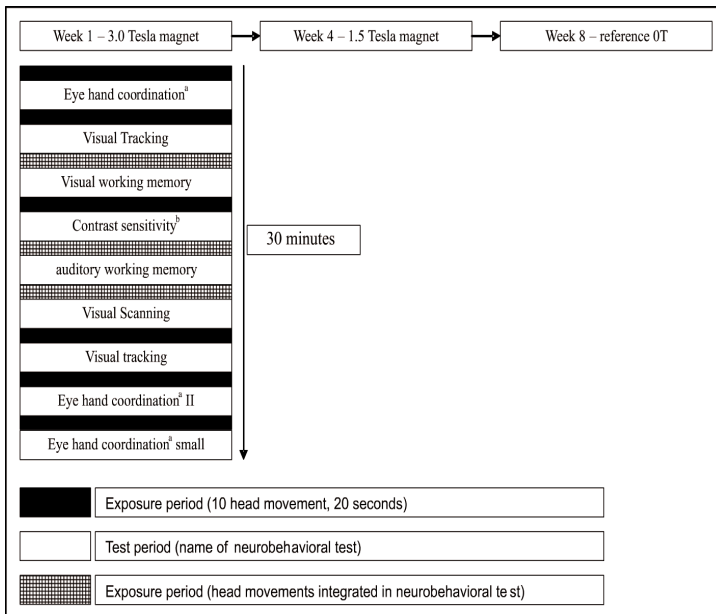 Week 1 – 3.0 Tesla magnet
Week 4 – 1.5 Tesla magnet
Week 8 – reference 0T
Eye hand coordination^a
Visual Tracking
Visual working memory
Contrast sensitivity^b
30 minutes
auditory working memory
Visual Scanning
Visual tracking
Eye hand coordination^a II
Eye hand coordination^a small
Exposure period (10 head movement, 20 seconds)
Test period (name of neurobehavioral test)
Exposure period (head movements integrated in neurobehavioral test)